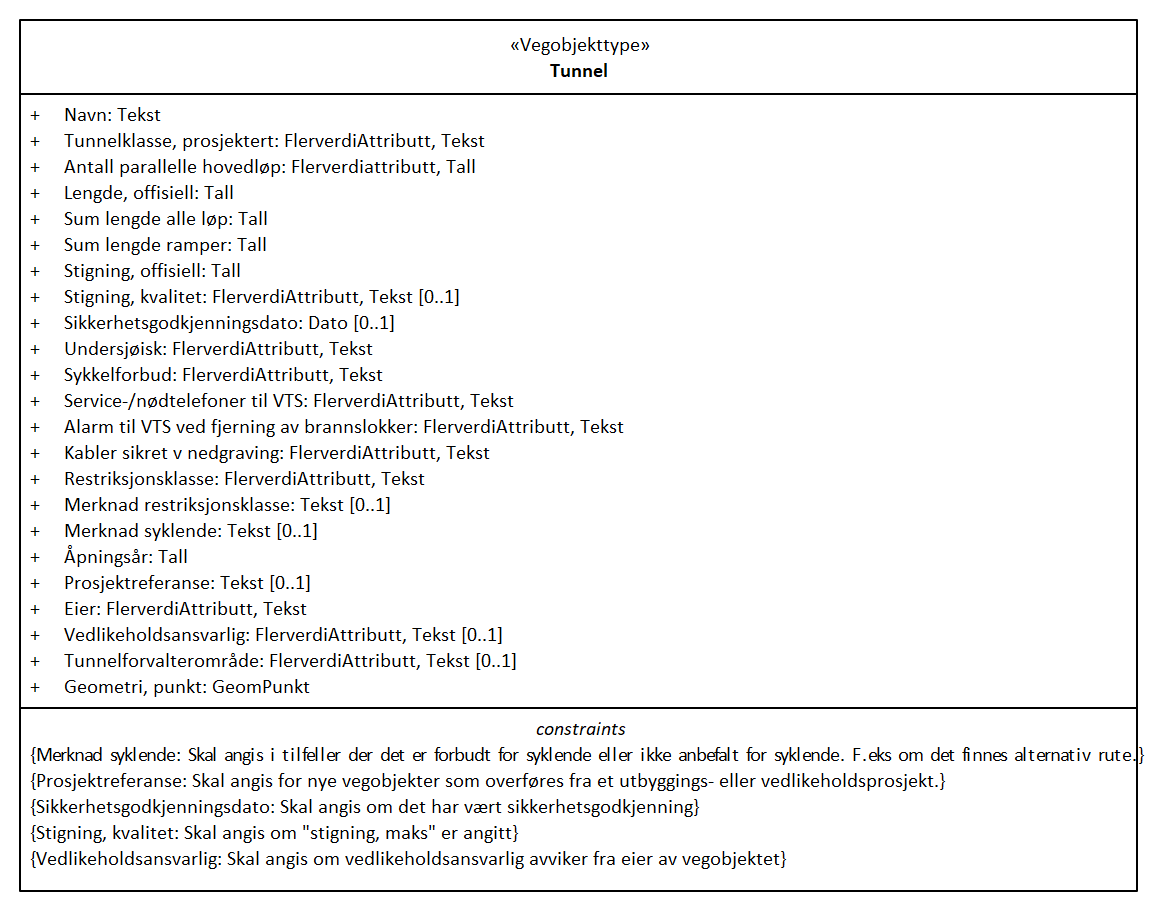 «Vegobjekttype»
Tunnel
+ Navn: Tekst
+ Tunnelklasse, prosjektert: FlerverdiAttributt, Tekst
+ Antall parallelle hovedløp: Flerverdiattributt, Tall
+ Lengde, offisiell: Tall
+ Sum lengde alle løp: Tall
+ Sum lengde ramper: Tall
+ Stigning, offisiell: Tall
+ Stigning, kvalitet: FlerverdiAttributt, Tekst [0..1]
+ Sikkerhetsgodkjenningsdato: Dato [0..1]
+ Undersjøisk: FlerverdiAttributt, Tekst
+ Sykkelforbud: FlerverdiAttributt, Tekst
+ Service-/nødtelefoner til VTS: FlerverdiAttributt, Tekst
+ Alarm til VTS ved fjerning av brannslokker: FlerverdiAttributt, Tekst
+ Kabler sikret v nedgraving: FlerverdiAttributt, Tekst
+ Restriksjonsklasse: FlerverdiAttributt, Tekst
+ Merknad restriksjonsklasse: Tekst [0..1]
+ Merknad syklende: Tekst [0..1]
+ Åpningsår: Tall
+ Prosjektreferanse: Tekst [0..1]
+ Eier: FlerverdiAttributt, Tekst
+ Vedlikeholdsansvarlig: FlerverdiAttributt, Tekst [0..1]
+ Tunnelforvalterområde: FlerverdiAttributt, Tekst [0..1]
+ Geometri, punkt: GeomPunkt
constraints
{Merknad syklende: Skal angis i tilfeller der det er forbudt for syklende eller ikke anbefalt for syklende. F.eks om det finnes alternativ rute.}
{Prosjektreferanse: Skal angis for nye vegobjekter som overføres fra et utbyggings- eller vedlikeholdsprosjekt.}
{Sikkerhetsgodkjenningsdato: Skal angis om det har vært sikkerhetsgodkjenning}
{Stigning, kvalitet: Skal angis om "stigning, maks" er angitt}
{Vedlikeholdsansvarlig: Skal angis om vedlikeholdsansvarlig avviker fra eier av vegobjektet}